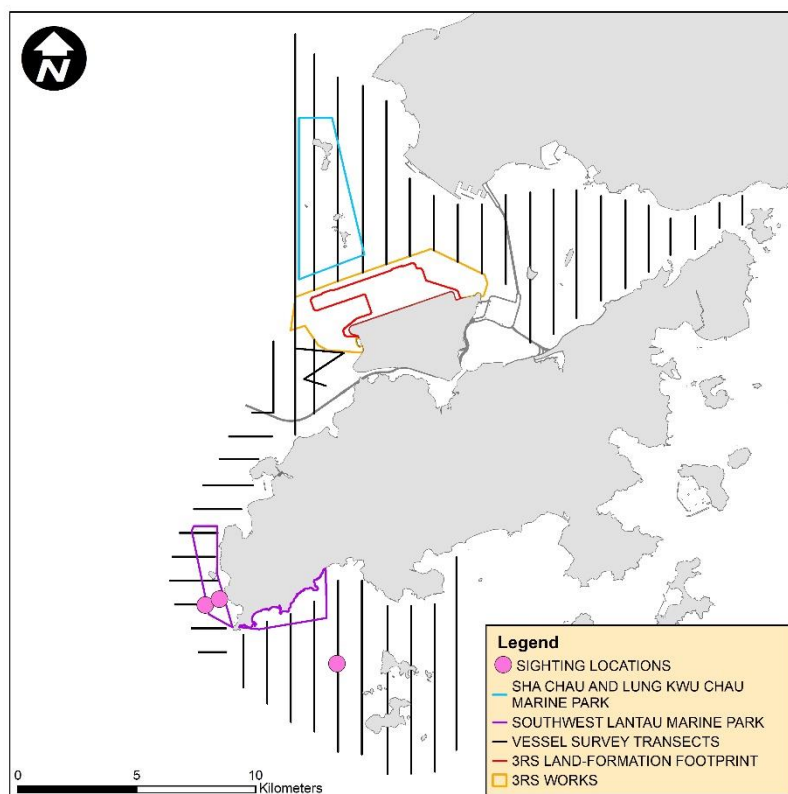 N
Legend
SIGHTING LOCATIONS
SHA CHAU AND LUNG KWU CHAU
MARINE PARK
SOUTHWEST LANTAU MARINE PARK
VESSEL SURVEY TRANSECTS
3RS LAND-FORMATION FOOTPRINT
3RS WORKS
0 5 10
Kilometers